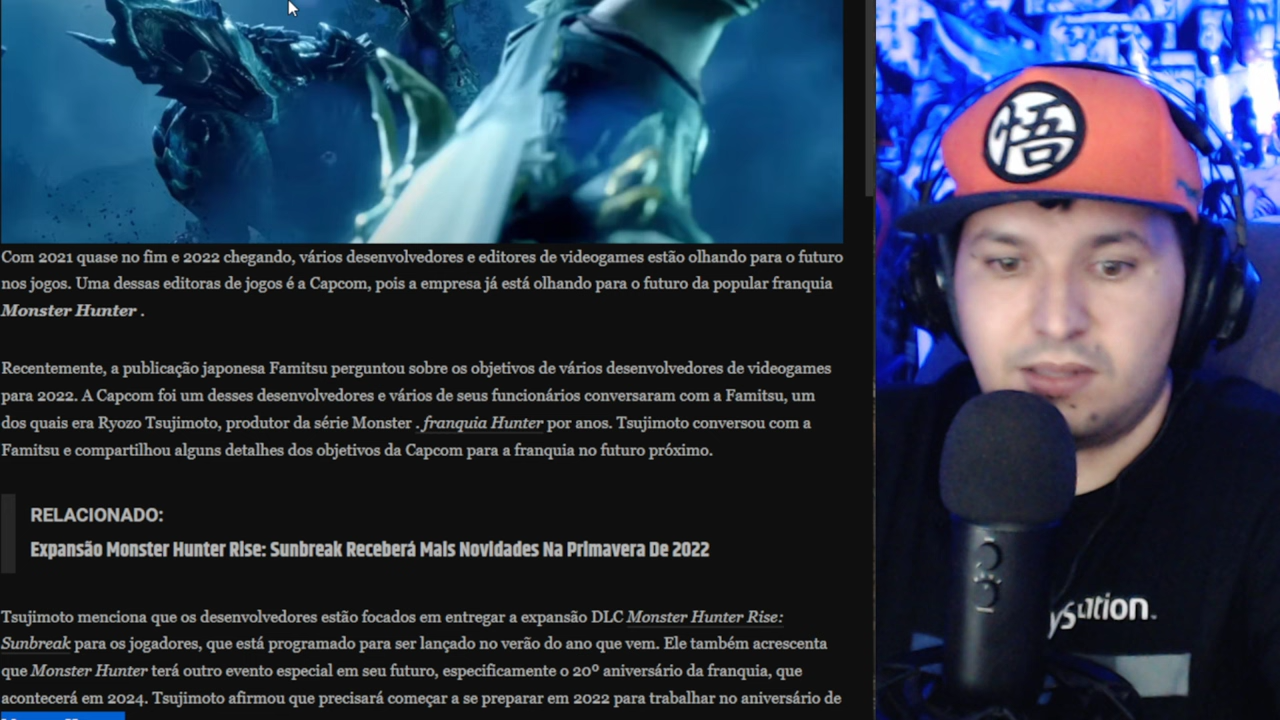 悟
Com 2021 quase no fim e 2022 chegando, vários desenvolvedores e editores de videogames estão olhando para o futuro
nos jogos. Uma dessas editoras de jogos é a Capcom, pois a empresa já está olhando para o futuro da popular franquia
Monster Hunter .
Recentemente, a publicação japonesa Famitsu perguntou sobre os objetivos de vários desenvolvedores de videogames
para 2022. A Capcom foi um desses desenvolvedores e vários de seus funcionários conversaram com a Famitsu, um
dos quais era Ryozo Tsujimoto, produtor da série Monster . franquia Hunter por anos. Tsujimoto conversou com a
Famitsu e compartilhou alguns detalhes dos objetivos da Capcom para a franquia no futuro próximo.
RELACIONADO:
Expansão Monster Hunter Rise: Sunbreak Receberá Mais Novidades Na Primavera De 2022
Tsujimoto menciona que os desenvolvedores estão focados em entregar a expansão DLC Monster Hunter Rise:
Sunbreak para os jogadores, que está programado para ser lançado no verão do ano que vem. Ele também acrescenta
que Monster Hunter terá outro evento especial em seu futuro, especificamente o 20º aniversário da franquia, que
acontecerá em 2024. Tsujimoto afirmou que precisará começar a se preparar em 2022 para trabalhar no aniversário de